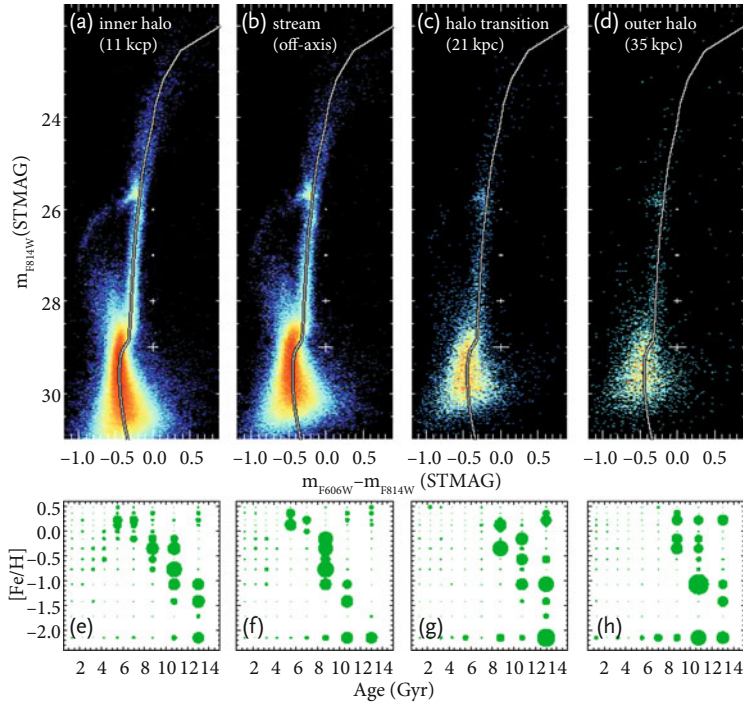 (a) inner halo (11 kcp)
(b) stream (off-axis)
(c) halo transition (21 kpc)
(d) outer halo (35 kpc)
24
26
28
30
m_F814W(STMAG)
−1.0 −0.5 0.0 0.5
−1.0 −0.5 0.0 0.5
−1.0 −0.5 0.0 0.5
−1.0 −0.5 0.0 0.5
m_F606W−m_F814W (STMAG)
0.5
0.0
−0.5
−1.0
−1.5
−2.0
[Fe/H]
(e)
(f)
(g)
(h)
2 4 6 8 10 12 14
2 4 6 8 10 12 14
2 4 6 8 10 12 14
2 4 6 8 10 12 14
Age (Gyr)